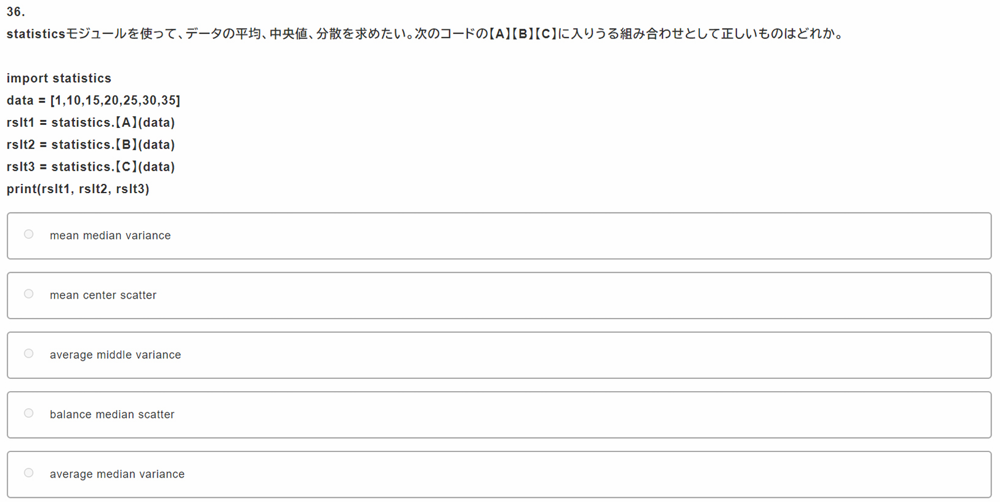 36.
statisticsモジュールを使って、データの平均、中央値、分散を求めたい。次のコードの【A】【B】【C】に入りうる組み合わせとして正しいものはどれか。
import statistics
data = [1,10,15,20,25,30,35]
rslt1 = statistics.【A】(data)
rslt2 = statistics.【B】(data)
rslt3 = statistics.【C】(data)
print(rslt1, rslt2, rslt3)
mean median variance
mean center scatter
average middle variance
balance median scatter
average median variance